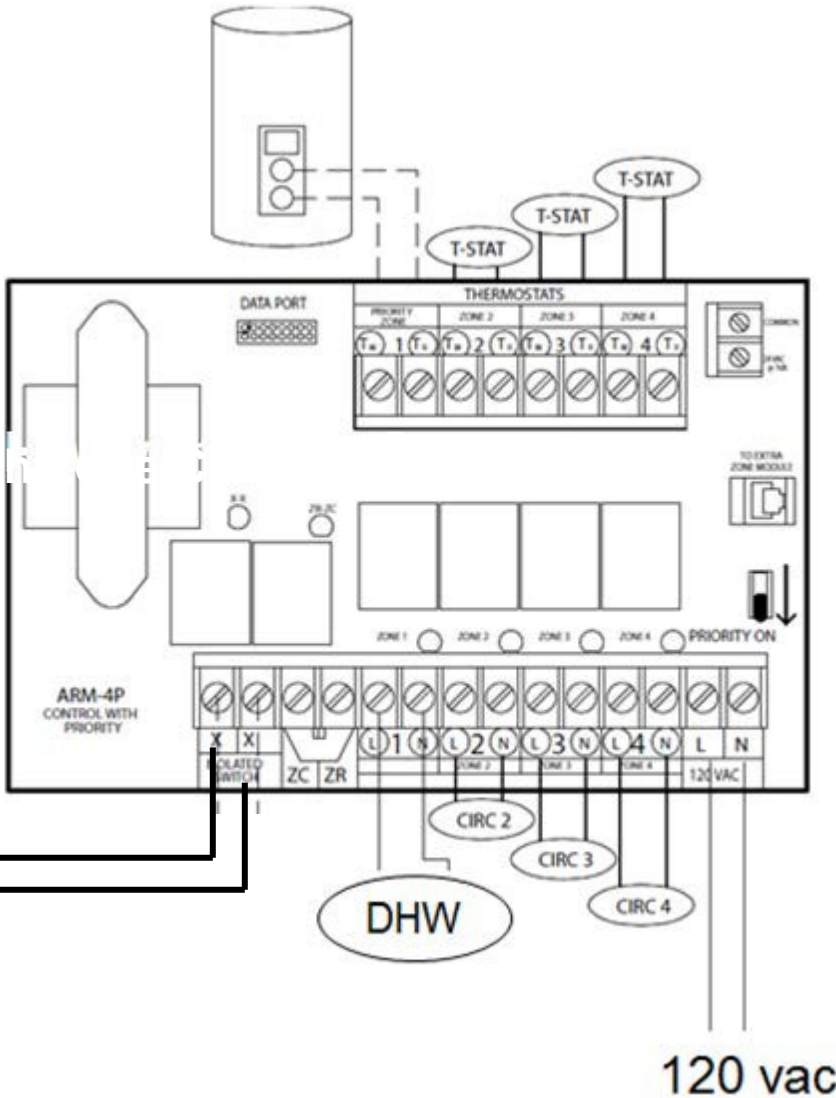 T-STAT
T-STAT
T-STAT
DATA PORT
THERMOSTATS
PRIORITY ZONE
ZONE 2
ZONE 3
ZONE 4
1 2 3 4
COMMON
24VAC
TO EXTRA
ZONE MODULE
X-X
ZR-ZC
ZONE 1 ZONE 2 ZONE 3 ZONE 4 PRIORITY ON
ARM-4P
CONTROL WITH
PRIORITY
X X
ISOLATED
SWITCH
ZC ZR
L 1 N L 2 N L 3 N L 4 N L N
ZONE 2 ZONE 3 ZONE 4 120 VAC
CIRC 2
CIRC 3
CIRC 4
DHW
120 vac